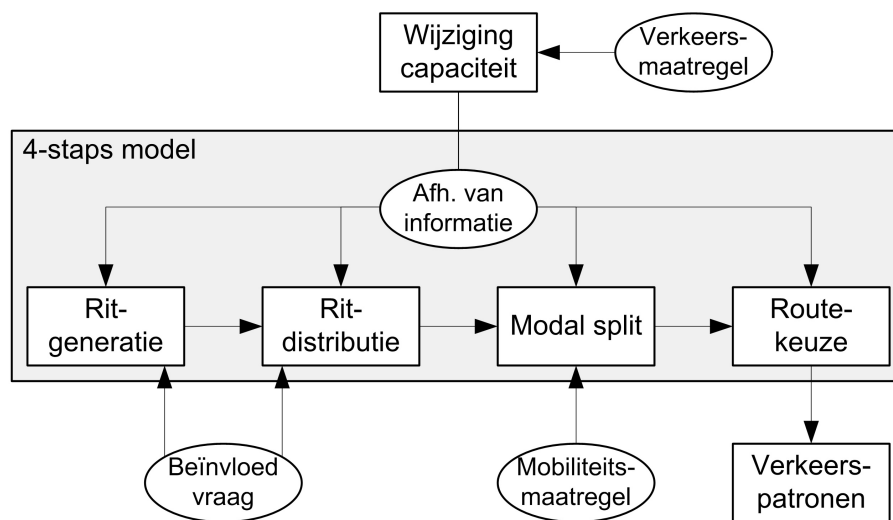 Wijziging
capaciteit
Verkeers-
maatregel
4-staps model
Afh. van
informatie
Rit-
generatie
Rit-
distributie
Modal split
Route-
keuze
Beïnvloed
vraag
Mobiliteits-
maatregel
Verkeers-
patronen